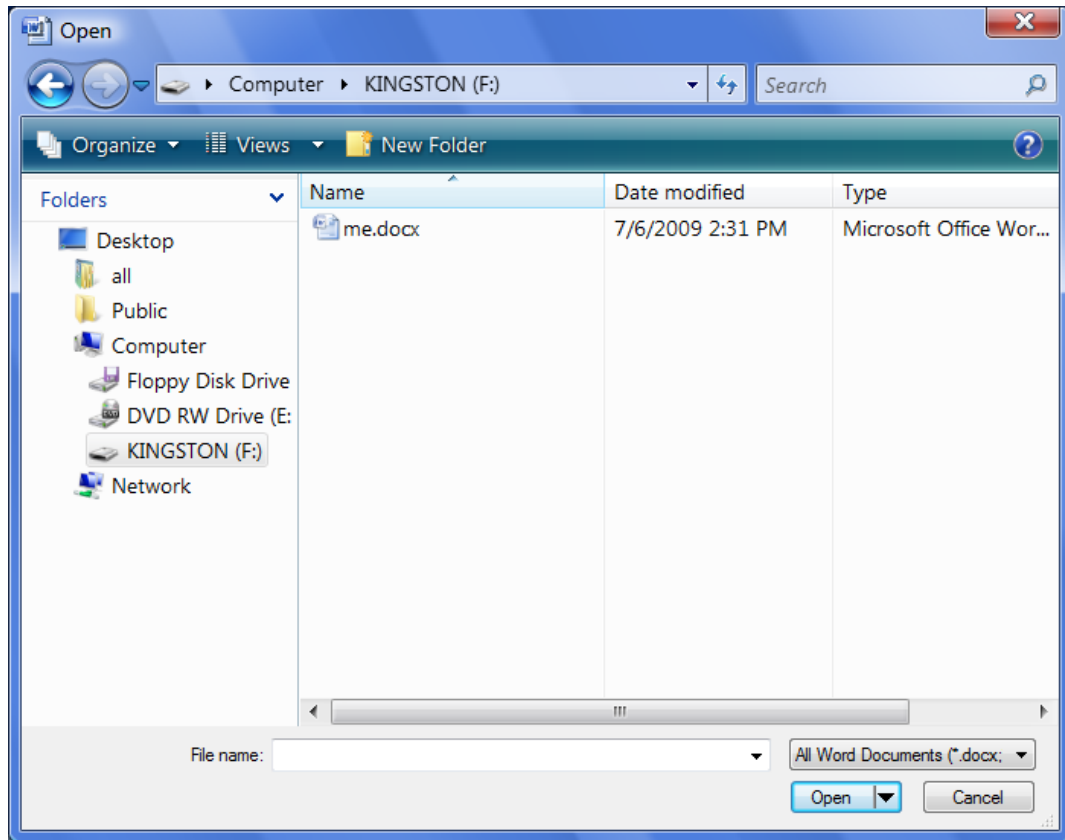 Open
Computer KINGSTON (F:) Search
Organize Views New Folder
Folders
Name Date modified Type
me.docx 7/6/2009 2:31 PM Microsoft Office Wor...
Desktop
all
Public
Computer
Floppy Disk Drive
DVD RW Drive (E:
KINGSTON (F:)
Network
File name: All Word Documents (*.docx;
Open Cancel